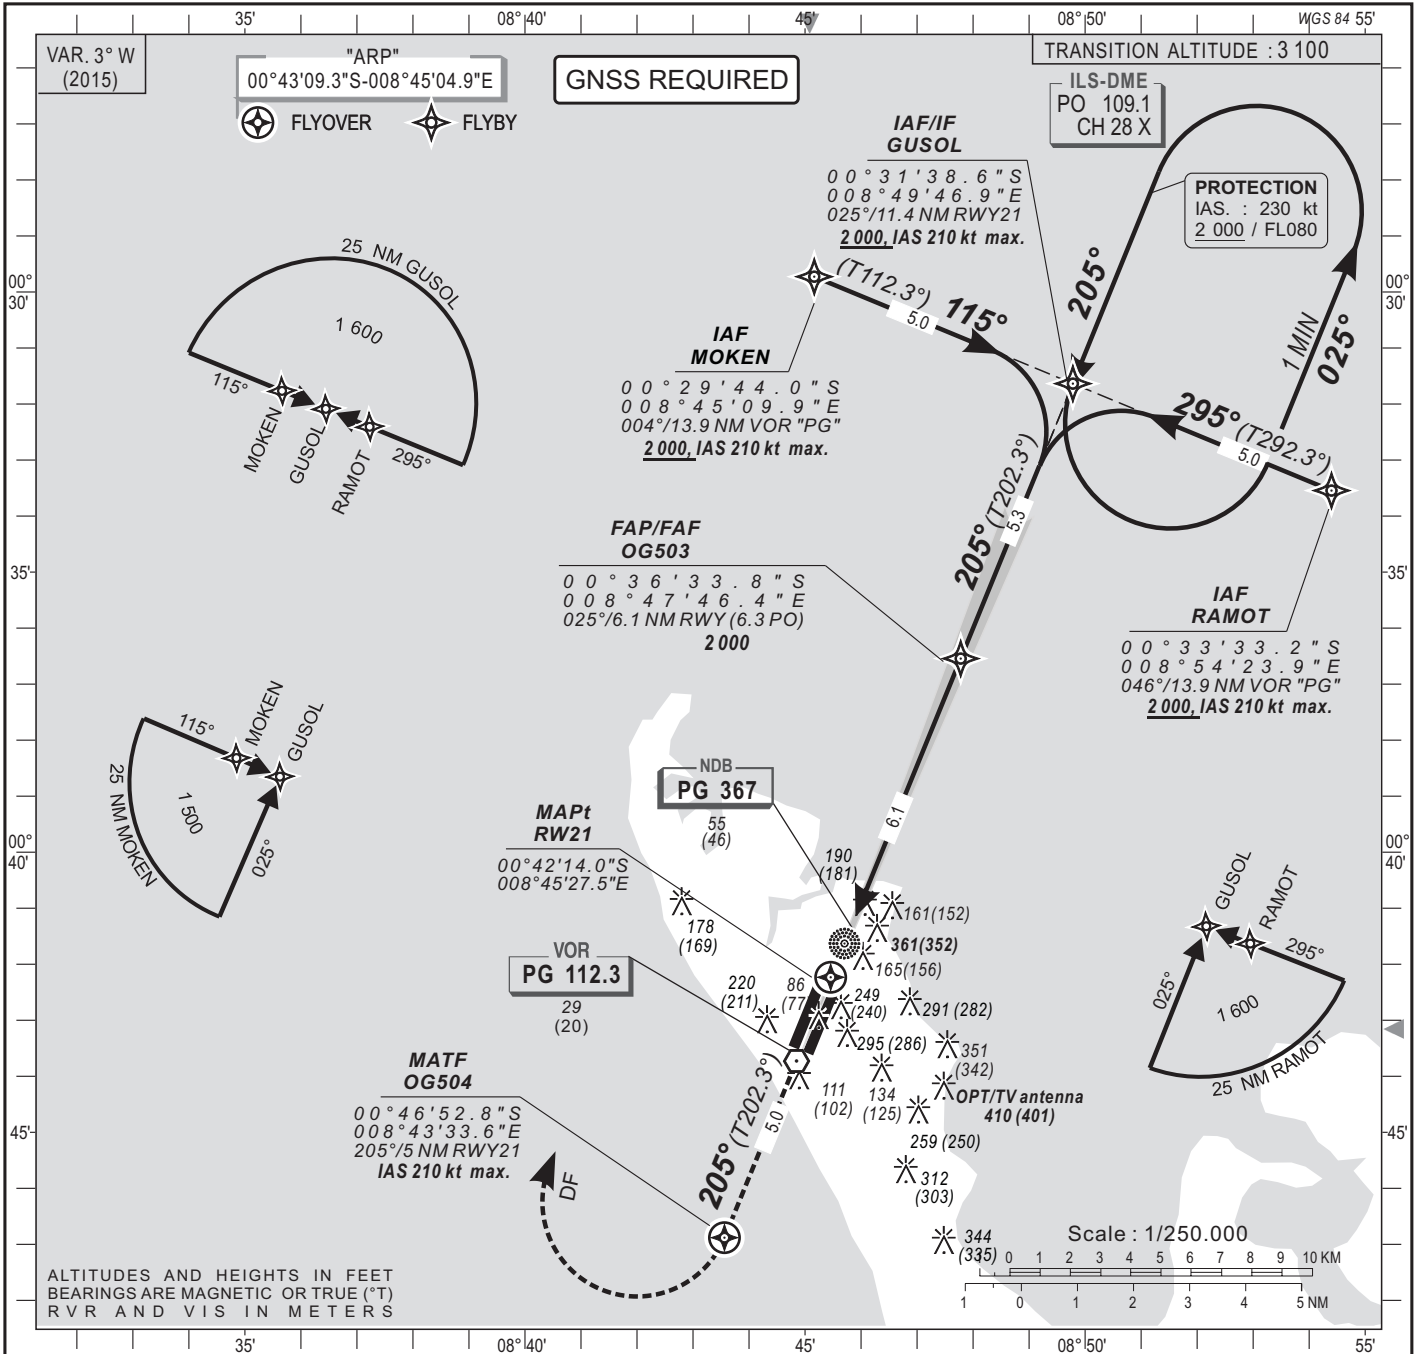 35'
08°40'
45'
08°50'
WGS 84 55'
VAR. 3° W
(2015)
"ARP"
00°43'09.3"S-008°45'04.9"E
FLYOVER
FLYBY
GNSS REQUIRED
TRANSITION ALTITUDE : 3 100
ILS-DME
PO 109.1
CH 28 X
IAF/IF
GUSOL
00°31'38.6"S
008°49'46.9"E
025°/11.4 NM RWY21
2 000, IAS 210 kt max.
PROTECTION
IAS. : 230 kt
2 000 / FL080
25 NM GUSOL
1 600
115°
MOKEN
GUSOL
RAMOT
295°
00°
30'
00°
30'
(T112.3°)
5.0
115°
205°
1 MIN
025°
295° (T292.3°)
5.0
IAF
MOKEN
00°29'44.0"S
008°45'09.9"E
004°/13.9 NM VOR "PG"
2 000, IAS 210 kt max.
205° (T202.3°)
5.3
FAP/FAF
OG503
00°36'33.8"S
008°47'46.4"E
025°/6.1 NM RWY (6.3 PO)
2 000
35'
35'
IAF
RAMOT
00°33'33.2"S
008°54'23.9"E
046°/13.9 NM VOR "PG"
2 000, IAS 210 kt max.
115°
MOKEN
GUSOL
25 NM MOKEN
1 500
025°
NDB
PG 367
55
(46)
6.1
MAPt
RW21
00°42'14.0"S
008°45'27.5"E
00°
40'
00°
40'
190
(181)
161(152)
361(352)
165(156)
178
(169)
VOR
PG 112.3
29
(20)
220
(211)
86
(77)
249
(240)
291 (282)
295 (286)
351
(342)
111
(102)
134
(125)
OPT/TV antenna
410 (401)
259 (250)
312
(303)
344
(335)
GUSOL
RAMOT
025°
295°
1 600
25 NM RAMOT
MATF
OG504
00°46'52.8"S
008°43'33.6"E
205°/5 NM RWY21
IAS 210 kt max.
45'
45'
205° (T202.3°)
5.0
DF
Scale : 1/250.000
0 1 2 3 4 5 6 7 8 9 10 KM
1 0 1 2 3 4 5 NM
ALTITUDES AND HEIGHTS IN FEET
BEARINGS ARE MAGNETIC OR TRUE (°T)
RVR AND VIS IN METERS
35'
08°40'
45'
08°50'
55'